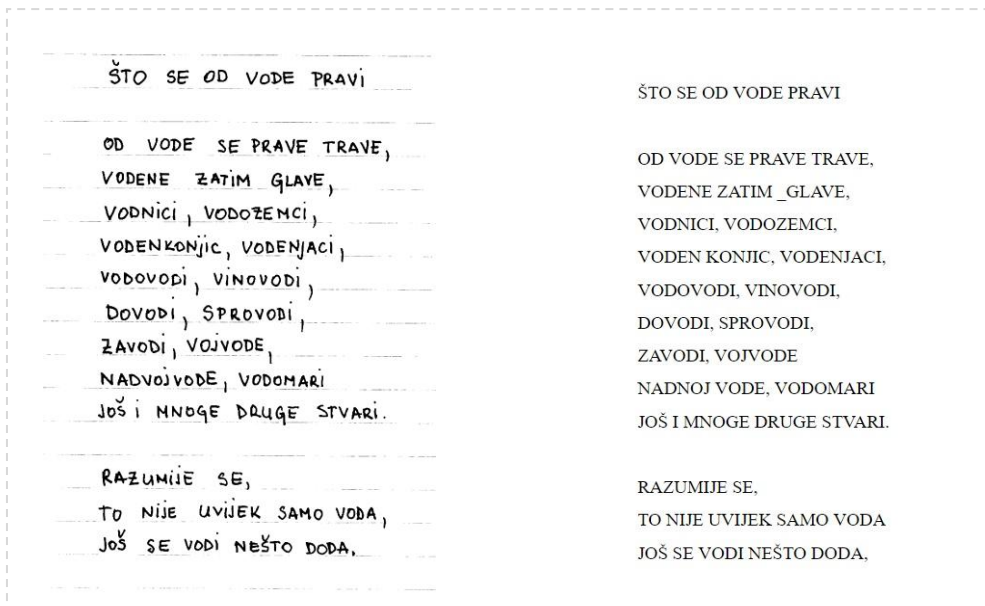 ŠTO SE OD VODE PRAVI
OD VODE SE PRAVE TRAVE,
VODENE ZATIM GLAVE,
VODNICI, VODOZEMCI,
VODENKONJIC, VODENJACI,
VODOVODI, VINOVODI,
DOVODI, SPROVODI,
ZAVODI, VOJVODE,
NADVOJVODE, VODOMARI
JOŠ I MNOGE DRUGE STVARI.
RAZUMIJE SE,
TO NIJE UVIJEK SAMO VODA,
JOŠ SE VODI NEŠTO DODA.
ŠTO SE OD VODE PRAVI
OD VODE SE PRAVE TRAVE,
VODENE ZATIM _GLAVE,
VODNICI, VODOZEMCI,
VODEN KONJIC, VODENJACI,
VODOVODI, VINOVODI,
DOVODI, SPROVODI,
ZAVODI, VOJVODE
NADNOJ VODE, VODOMARI
JOŠ I MNOGE DRUGE STVARI.
RAZUMIJE SE,
TO NIJE UVIJEK SAMO VODA
JOŠ SE VODI NEŠTO DODA,